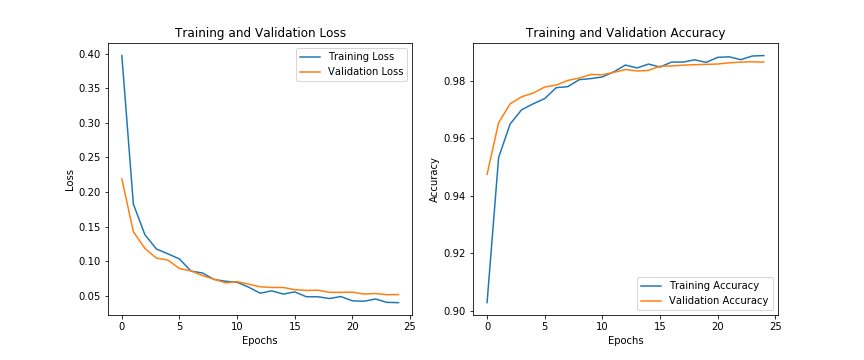 Training and Validation Loss
Training Loss
Validation Loss
0.40
0.35
0.30
0.25
0.20
0.15
0.10
0.05
Loss
0 5 10 15 20 25
Epochs
Training and Validation Accuracy
0.98
0.96
0.94
0.92
0.90
Accuracy
Training Accuracy
Validation Accuracy
0 5 10 15 20 25
Epochs